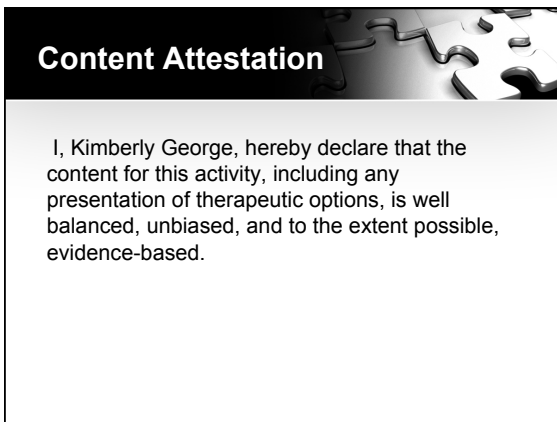 Content Attestation
I, Kimberly George, hereby declare that the
content for this activity, including any
presentation of therapeutic options, is well
balanced, unbiased, and to the extent possible,
evidence-based.